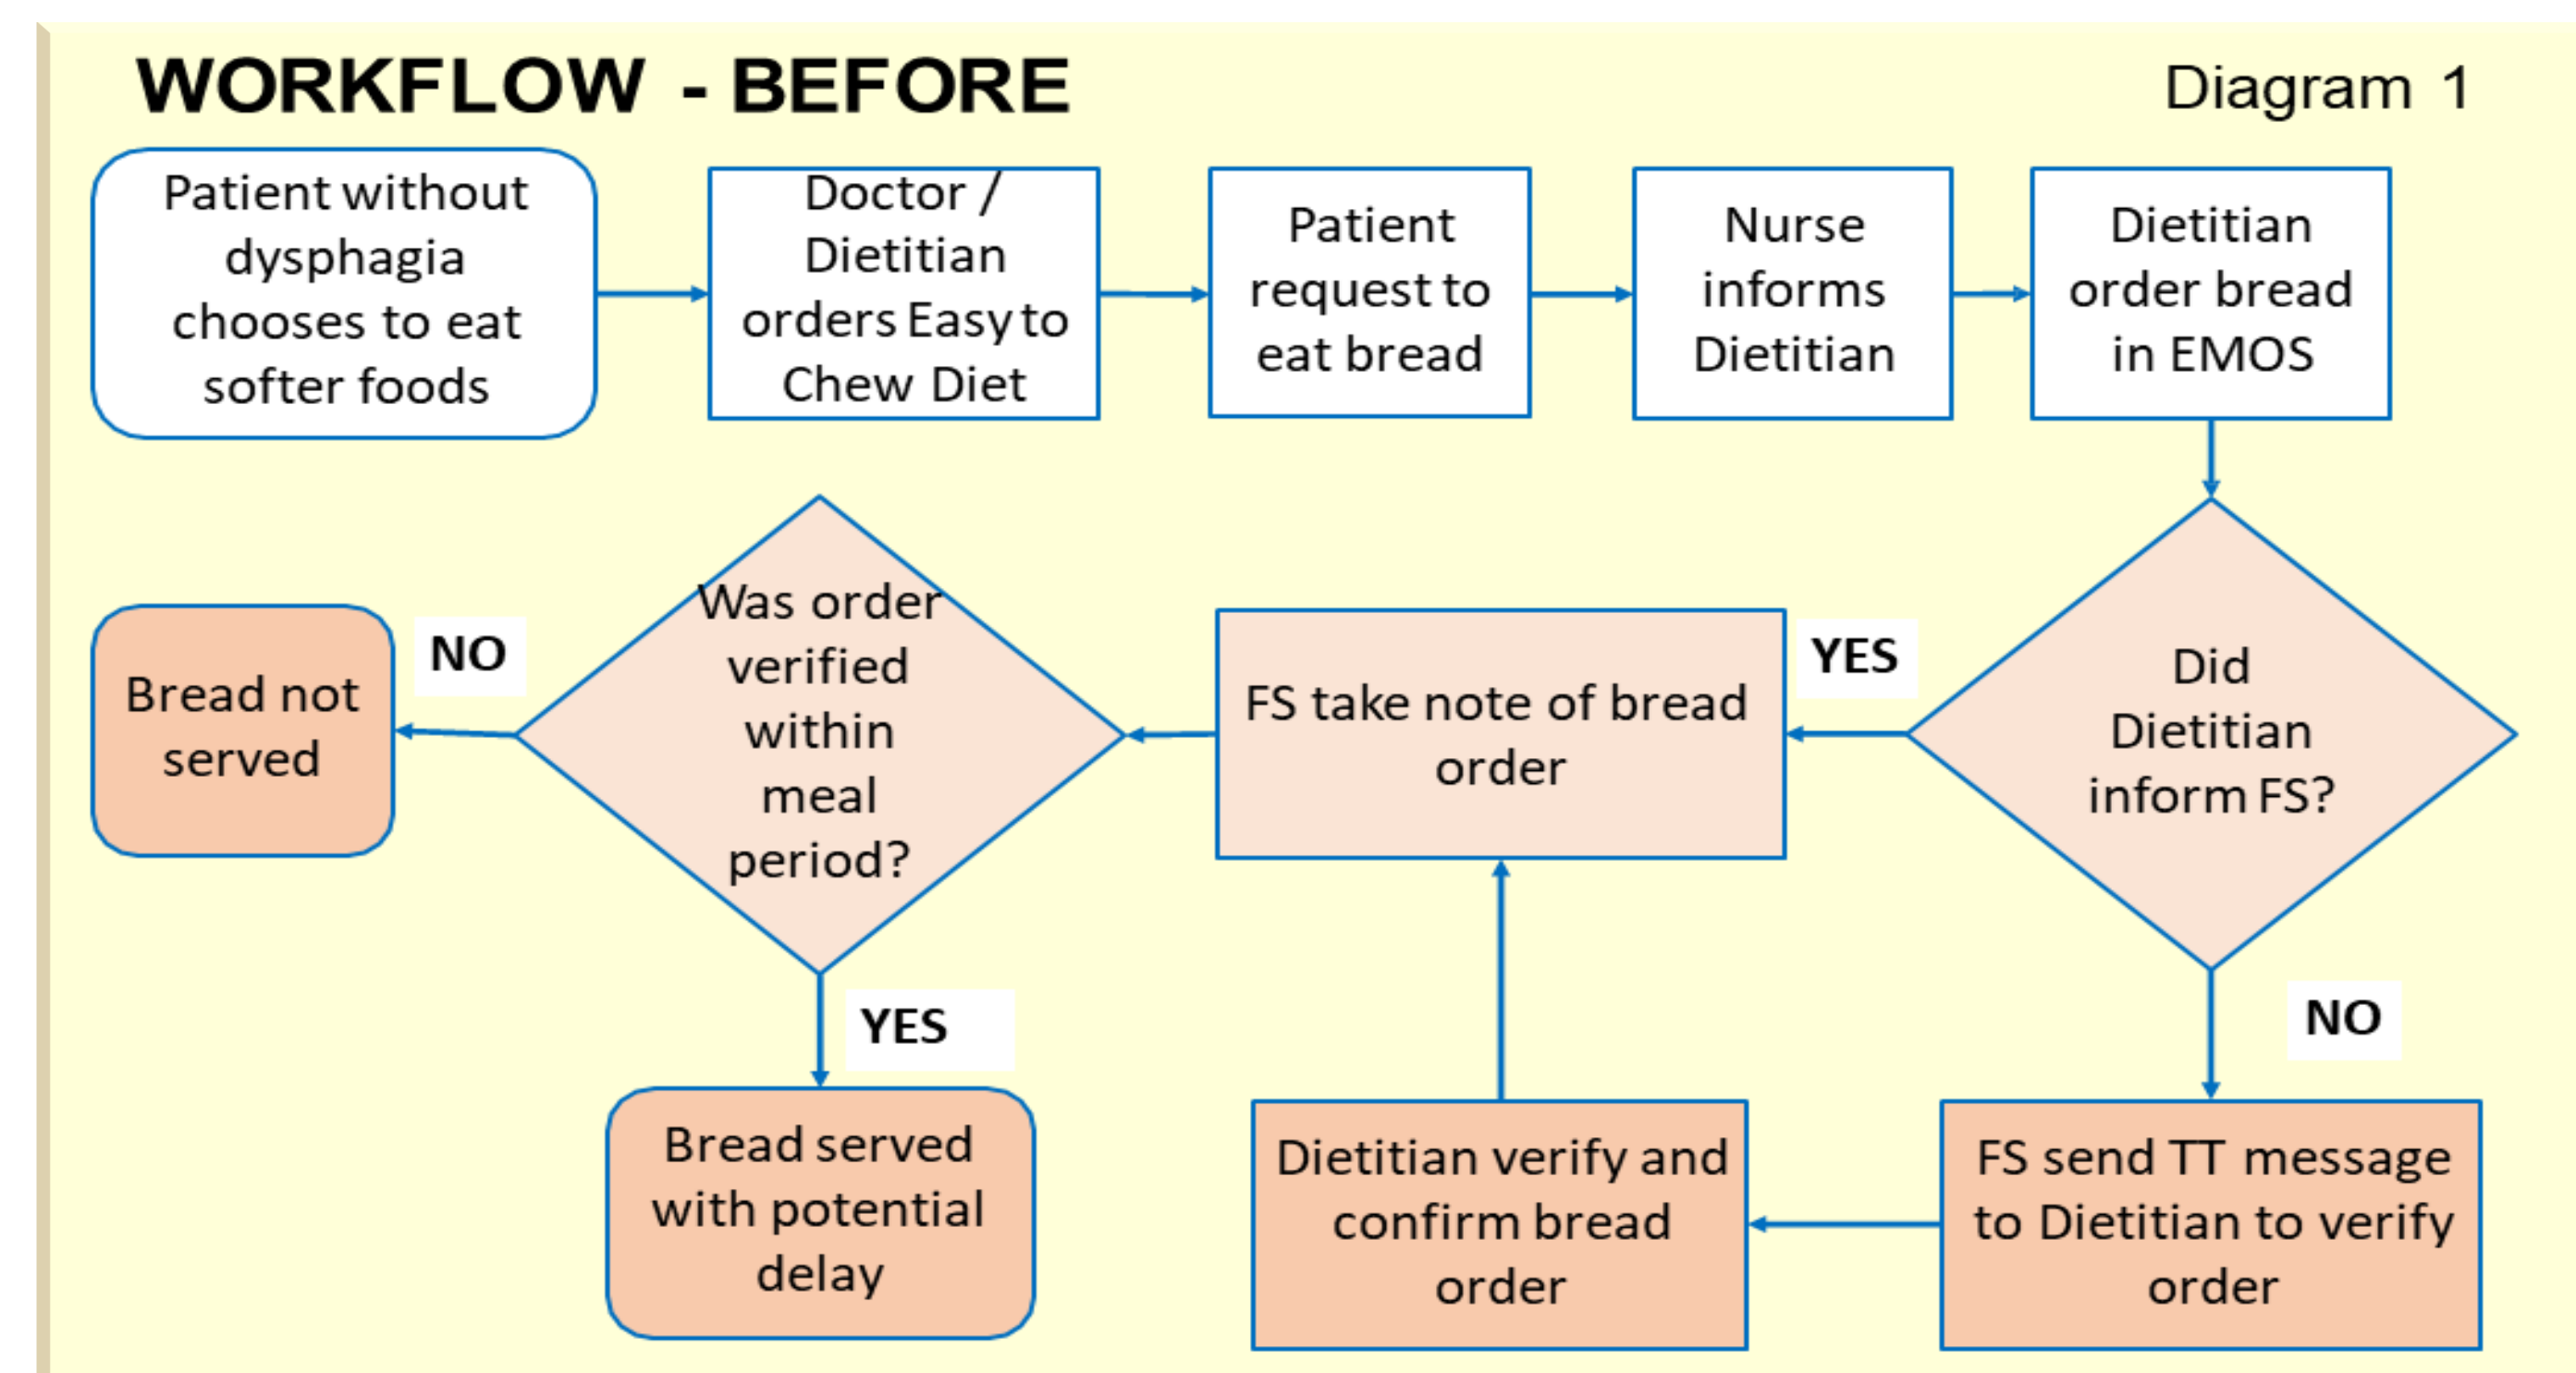 WORKFLOW - BEFORE
Diagram 1
Patient without
dysphagia
chooses to eat
softer foods
Doctor /
Dietitian
orders Easy to
Chew Diet
Patient
request to
eat bread
Nurse
informs
Dietitian
Dietitian
order bread
in EMOS
Did
Dietitian
inform FS?
YES
NO
FS take note of bread
order
Was order
verified
within
meal
period?
NO
Bread not
served
YES
Bread served
with potential
delay
Dietitian verify and
confirm bread
order
FS send TT message
to Dietitian to verify
order